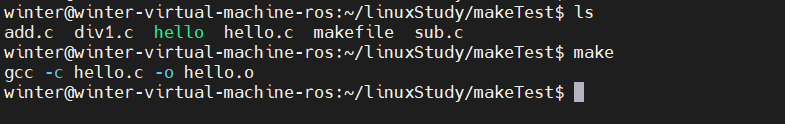 winter@winter-virtual-machine-ros:~/linuxStudy/makeTest$ ls
add.c  div1.c  hello  hello.c  makefile  sub.c
winter@winter-virtual-machine-ros:~/linuxStudy/makeTest$ make
gcc -c hello.c -o hello.o
winter@winter-virtual-machine-ros:~/linuxStudy/makeTest$